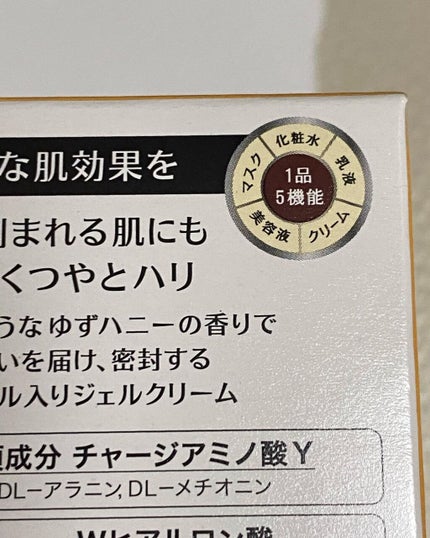 な肌効果を
化粧水
乳液
クリーム
美容液
マスク
1品
5機能
まれる肌にも
くつやとハリ
うなゆずハニーの香りで
いを届け、密封する
ル入りジェルクリーム
成分 チャージアミノ酸Y
DL-アラニン, DL-メチオニン
Wヒアルロン酸